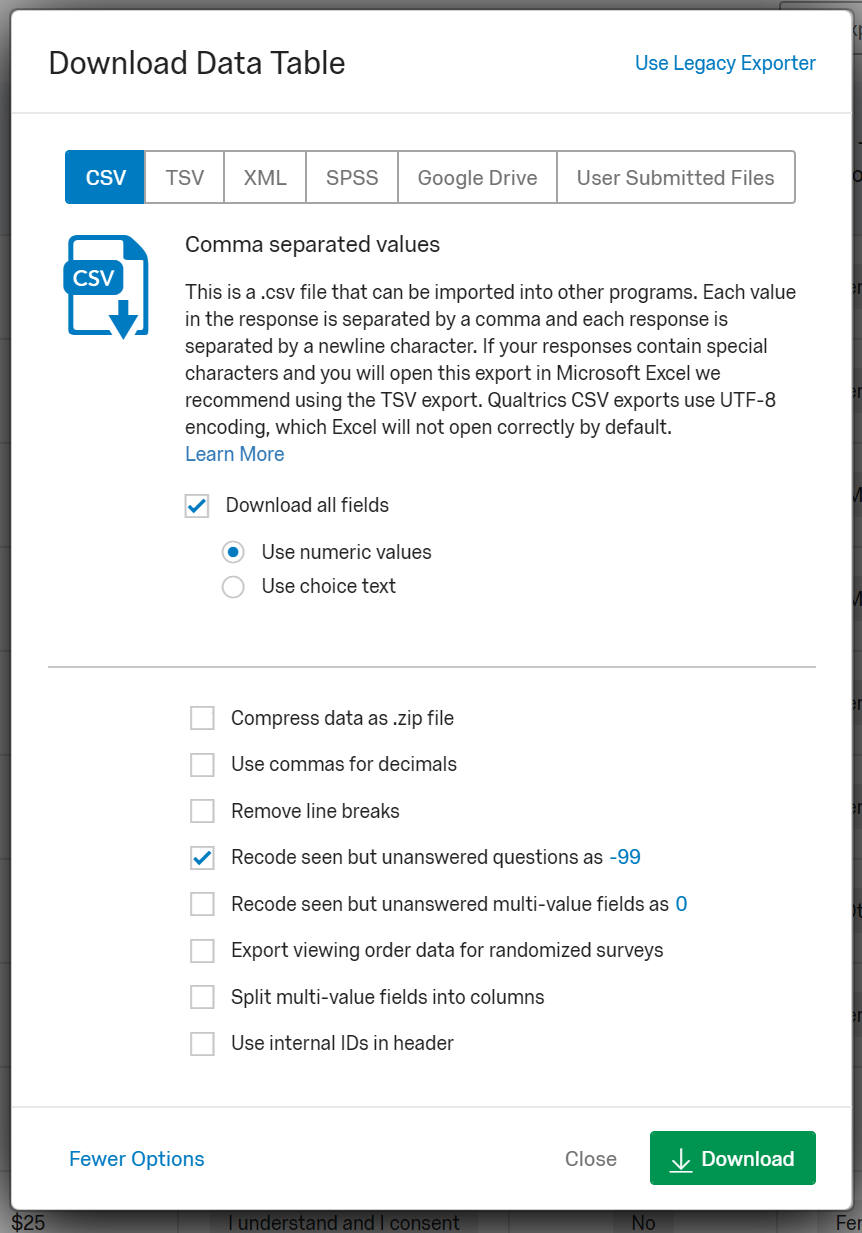 Download Data Table
Use Legacy Exporter
CSV
TSV
XML
SPSS
Google Drive
User Submitted Files
CSV
Comma separated values
This is a .csv file that can be imported into other programs. Each value
in the response is separated by a comma and each response is
separated by a newline character. If your responses contain special
characters and you will open this export in Microsoft Excel we
recommend using the TSV export. Qualtrics CSV exports use UTF-8
encoding, which Excel will not open correctly by default.
Learn More
Download all fields
Use numeric values
Use choice text
Compress data as .zip file
Use commas for decimals
Remove line breaks
Recode seen but unanswered questions as -99
Recode seen but unanswered multi-value fields as 0
Export viewing order data for randomized surveys
Split multi-value fields into columns
Use internal IDs in header
Fewer Options
Close
Download
$25
I understand and I consent
No